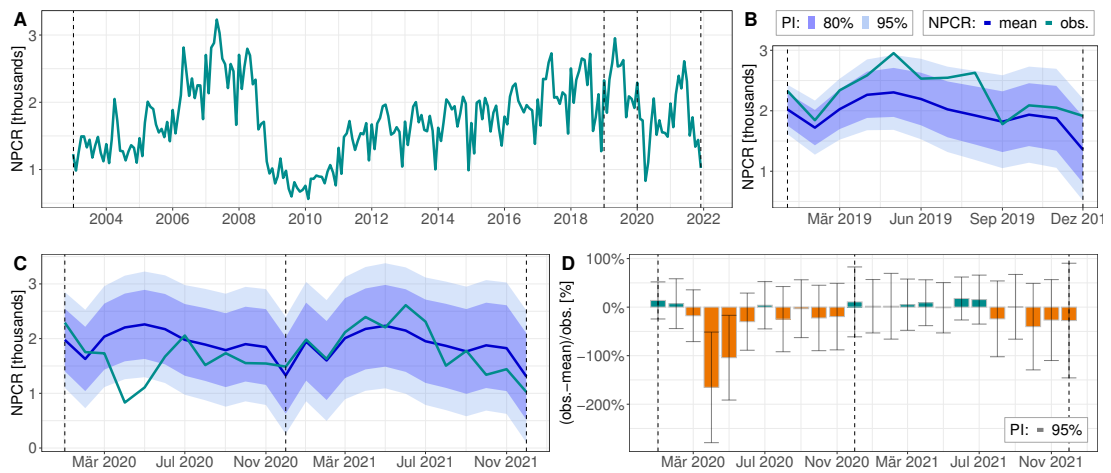 A
NPCR [thousands]
3
2
1
2004 2006 2008 2010 2012 2014 2016 2018 2020 2022
PI: 80% 95% NPCR: mean obs.
B
NPCR [thousands]
3
2
1
Mär 2019 Jun 2019 Sep 2019 Dez 201
C
NPCR [thousands]
3
2
1
0
Mär 2020 Jul 2020 Nov 2020 Mär 2021 Jul 2021 Nov 2021
D
(obs.−mean)/obs. [%]
100%
0%
−100%
−200%
PI: 95%
Mär 2020 Jul 2020 Nov 2020 Mär 2021 Jul 2021 Nov 2021